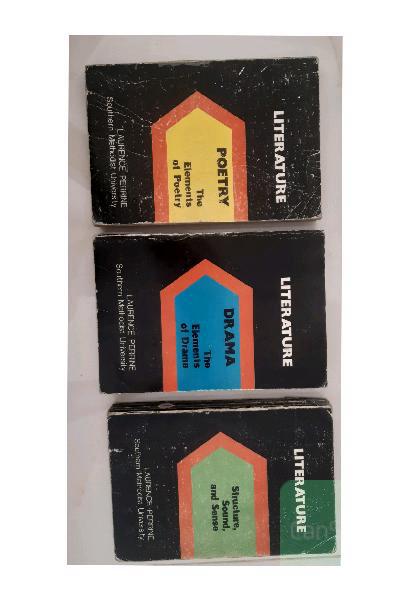 LITERATURE
POETRY
The
Elements
of Poetry
LAURENCE PERRINE
Southern Methodist University
LITERATURE
DRAMA
The
Elements
of Drama
LAURENCE PERRINE
Southern Methodist University
LITERATURE
Structure,
Sound,
and Sense
LAURENCE PERRINE
Southern Methodist University